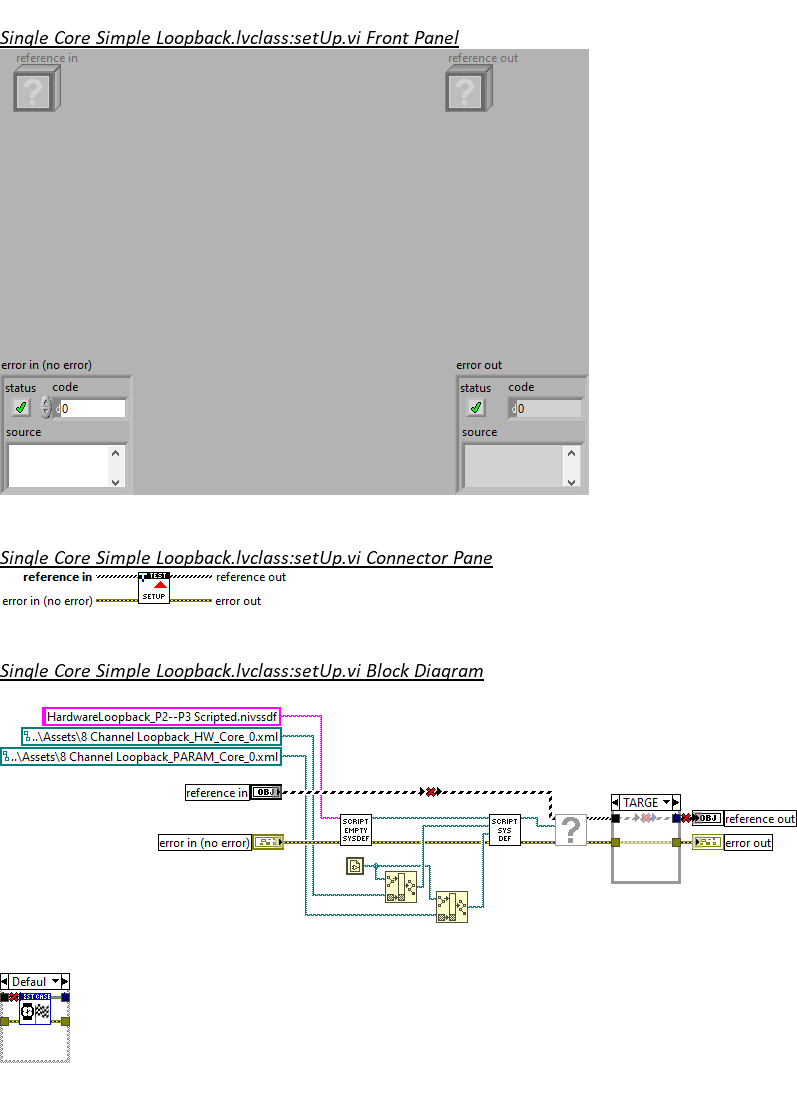 Single Core Simple Loopback.lvclass:setUp.vi Front Panel
reference in
reference out
?
?
error in (no error)
error out
status
code
status
code
d0
d0
source
source
Single Core Simple Loopback.lvclass:setUp.vi Connector Pane
reference in
TEST
SETUP
reference out
error in (no error)
error out
Single Core Simple Loopback.lvclass:setUp.vi Block Diagram
HardwareLoopback_P2--P3 Scripted.nivssdf
..\Assets\8 Channel Loopback_HW_Core_0.xml
..\Assets\8 Channel Loopback_PARAM_Core_0.xml
reference in
OBJ
TARGE
OBJ
reference out
SCRIPT
EMPTY
SYSDEF
SCRIPT
SYS
DEF
?
error in (no error)
error out
Defaul